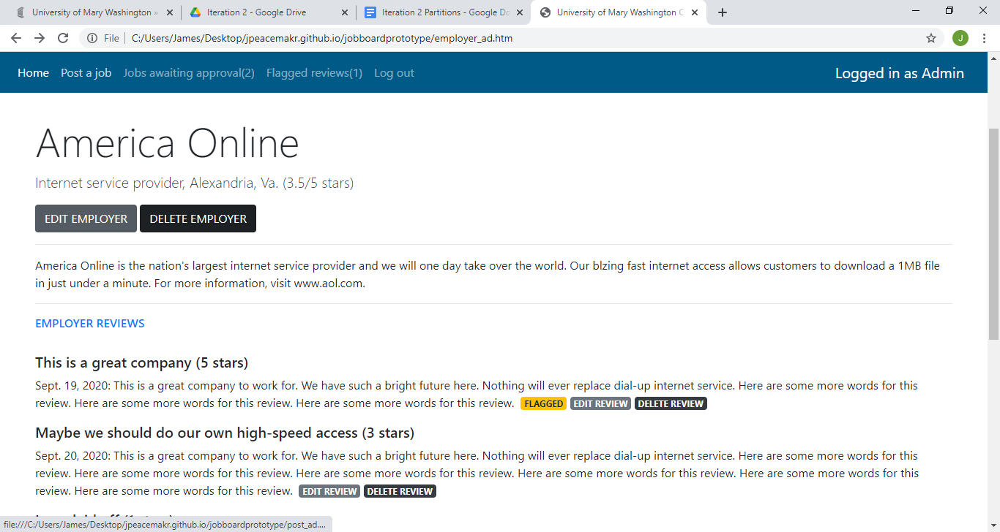 University of Mary Washington »
Iteration 2 - Google Drive
Iteration 2 Partitions - Google Do
University of Mary Washington C
File
C:/Users/James/Desktop/jpeacemakr.github.io/jobboardprototype/employer_ad.htm
J
Home Post a job Jobs awaiting approval(2) Flagged reviews(1) Log out Logged in as Admin
America Online
Internet service provider, Alexandria, Va. (3.5/5 stars)
EDIT EMPLOYER DELETE EMPLOYER
America Online is the nation's largest internet service provider and we will one day take over the world. Our blzing fast internet access allows customers to download a 1MB file
in just under a minute. For more information, visit www.aol.com.
EMPLOYER REVIEWS
This is a great company (5 stars)
Sept. 19, 2020: This is a great company to work for. We have such a bright future here. Nothing will ever replace dial-up internet service. Here are some more words for this
review. Here are some more words for this review. Here are some more words for this review. FLAGGED EDIT REVIEW DELETE REVIEW
Maybe we should do our own high-speed access (3 stars)
Sept. 20, 2020: This is a great company to work for. We have such a bright future here. Nothing will ever replace dial-up internet service. Here are some more words for this
review. Here are some more words for this review. Here are some more words for this review. Here are some more words for this review. Here are some more words for this
review. Here are some more words for this review. EDIT REVIEW DELETE REVIEW
file:///C:/Users/James/Desktop/jpeacemakr.github.io/jobboardprototype/post_ad....